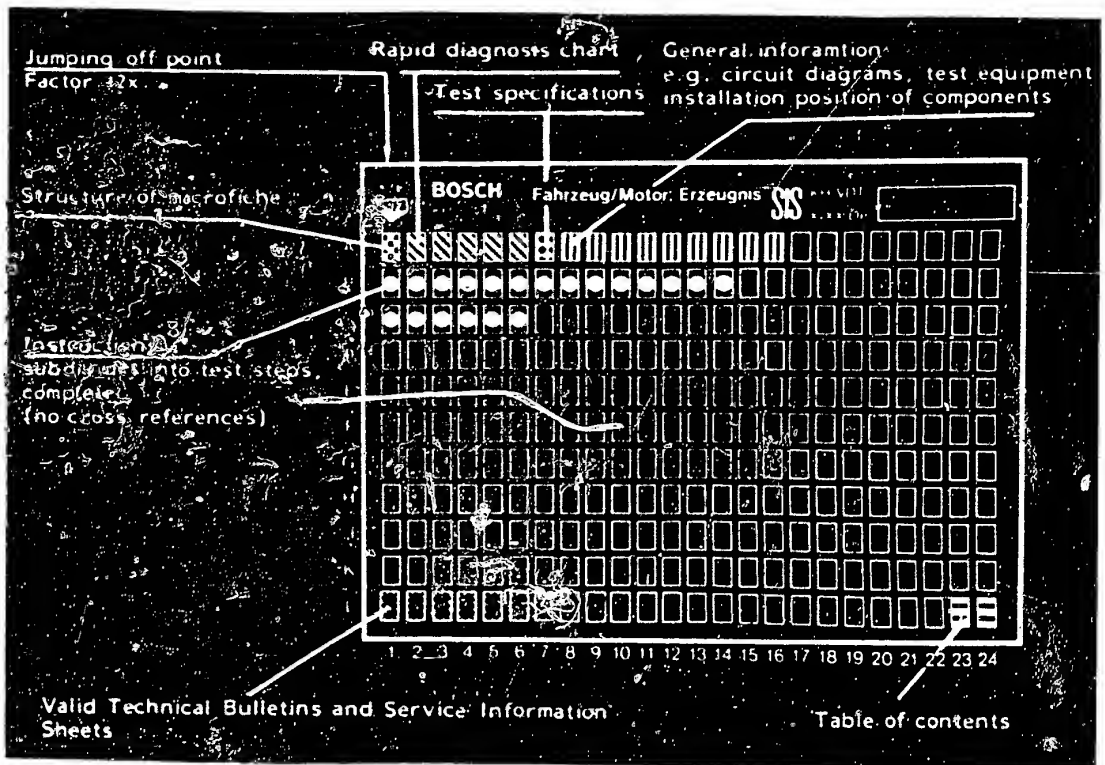 Jumping off point
Factor 42x
Rapid diagnosis chart
Test specifications
General inforamtion
e.g. circuit diagrams, test equipment
installation position of components
Structure of microfiche
BOSCH Fahrzeug/Motor: Erzeugnis SIS
Instruction
subdivided into test steps,
complete
(no cross references)
1 2 3 4 5 6 7 8 9 10 11 12 13 14 15 16 17 18 19 20 21 22 23 24
Valid Technical Bulletins and Service Information
Sheets
Table of contents